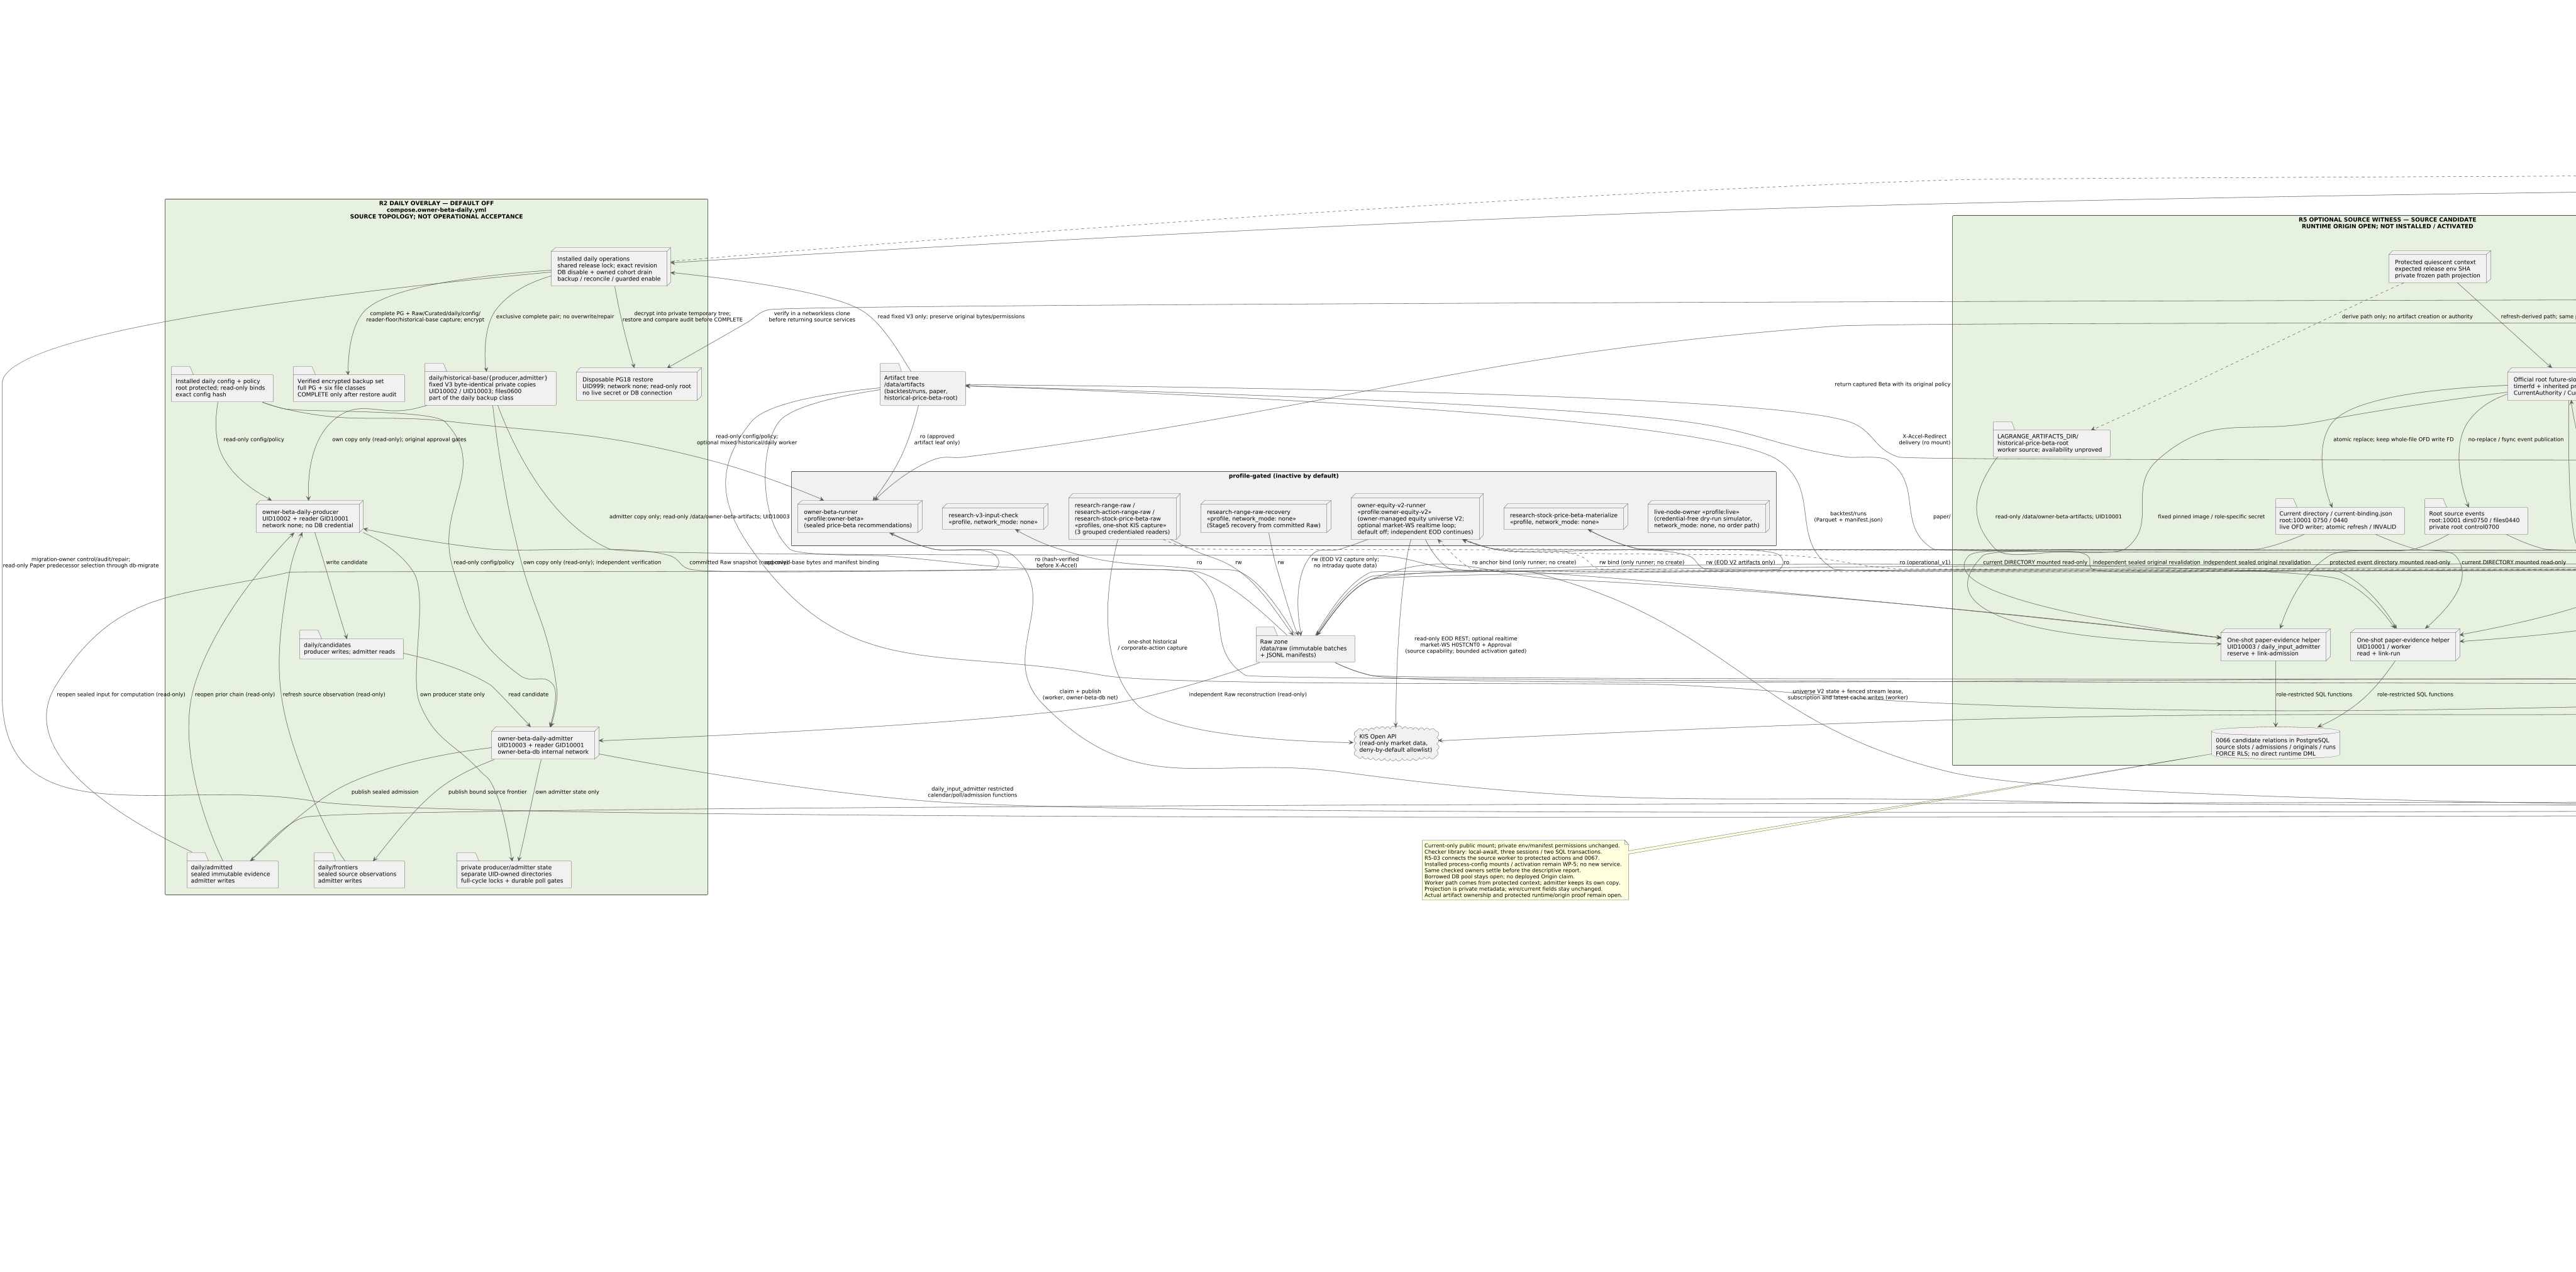 R2 DAILY OVERLAY — DEFAULT OFF
compose.owner-beta-daily.yml
SOURCE TOPOLOGY; NOT OPERATIONAL ACCEPTANCE
Installed daily operations
shared release lock; exact revision
DB disable + owned cohort drain
backup / reconcile / guarded enable
complete PG + Raw/Curated/daily/config/
reader-floor/historical-base capture; encrypt
exclusive complete pair; no overwrite/repair
decrypt into private temporary tree;
restore and compare audit before COMPLETE
verify in a networkless clone
before returning source services
read fixed V3 only; preserve original bytes/permissions
Installed daily config + policy
root protected; read-only binds
exact config hash
Verified encrypted backup set
full PG + six file classes
COMPLETE only after restore audit
daily/historical-base/{producer,admitter}
fixed V3 byte-identical private copies
UID10002 / UID10003; files0600
part of the daily backup class
Disposable PG18 restore
UID999; network none; read-only root
no live secret or DB connection
Artifact tree
/data/artifacts
(backtest/runs, paper,
historical-price-beta-root)
return captured Beta with its original policy
read-only config/policy
own copy only (read-only); original approval gates
read-only config/policy;
optional mixed historical/daily worker
ro (approved
artifact leaf only)
X-Accel-Redirect
delivery (ro mount)
owner-beta-daily-producer
UID10002 + reader GID10001
network none; no DB credential
admitter copy only; read-only /data/owner-beta-artifacts; UID10003
profile-gated (inactive by default)
owner-beta-runner
«profile:owner-beta»
(sealed price-beta recommendations)
research-v3-input-check
«profile, network_mode: none»
research-range-raw /
research-action-range-raw /
research-stock-price-beta-raw
«profiles, one-shot KIS capture»
(3 grouped credentialed readers)
research-range-raw-recovery
«profile, network_mode: none»
(Stage5 recovery from committed Raw)
owner-equity-v2-runner
«profile:owner-equity-v2»
(owner-managed equity universe V2;
optional market-WS realtime loop;
default off; independent EOD continues)
research-stock-price-beta-materialize
«profile, network_mode: none»
live-node-owner «profile:live»
(credential-free dry-run simulator,
network_mode: none, no order path)
backtest/runs
(Parquet + manifest.json)
paper/
migration-owner control/audit/repair;
read-only Paper predecessor selection through db-migrate
write candidate
read-only config/policy
own copy only (read-only); independent verification
committed Raw snapshot
-base bytes and manifest binding
ro (hash-verified
before X-Accel)
ro
rw
rw
rw (EOD V2 capture only;
no intraday quote data)
ro anchor bind (only runner; no create)
rw bind (only runner; no create)
rw (EOD V2 artifacts only)
ro
ro (operational_v1)
daily/candidates
producer writes; admitter reads
Raw zone
/data/raw (immutable batches
+ JSONL manifests)
one-shot historical
/ corporate-action capture
read-only EOD REST; optional realtime
market-WS H0STCNT0 + Approval
(source capability; bounded activation gated)
reopen sealed input for computation (read-only)
reopen prior chain (read-only)
refresh source observation (read-only)
own producer state only
read candidate
claim + publish
(worker, owner-beta-db net)
independent Raw reconstruction (read-only)
universe V2 state + fenced stream lease,
subscription and latest cache writes (worker)
owner-beta-daily-admitter
UID10003 + reader GID10001
owner-beta-db internal network
KIS Open API
(read-only market data,
deny-by-default allowlist)
publish sealed admission
publish bound source frontier
own admitter state only
daily_input_admitter restricted
calendar/poll/admission functions
daily/admitted
sealed immutable evidence
admitter writes
daily/frontiers
sealed source observations
admitter writes
private producer/admitter state
separate UID-owned directories
full-cycle locks + durable poll gates
Current-only public mount; private env/manifest permissions unchanged.
Checker library: local-await, three sessions / two SQL transactions.
R5-03 connects the source worker to protected actions and 0067.
Installed process-config mounts / activation remain WP-5; no new service.
Same checked owners settle before the descriptive report.
Borrowed DB pool stays open; no deployed Origin claim.
Worker path comes from protected context; admitter keeps its own copy.
Projection is private metadata; wire/current fields stay unchanged.
Actual artifact ownership and protected runtime/origin proof remain open.
R5 OPTIONAL SOURCE WITNESS — SOURCE CANDIDATE
RUNTIME ORIGIN OPEN; NOT INSTALLED / ACTIVATED
Protected quiescent context
expected release env SHA
private frozen path projection
derive path only; no artifact creation or authority
refresh-derived path; same
Official root future-slo
timerfd + inherited pr
CurrentAuthority / Cu
LAGRANGE_ARTIFACTS_DIR/
historical-price-beta-root
worker source; availability unproved
atomic replace; keep whole-file OFD write FD
no-replace / fsync event publication
read-only /data/owner-beta-artifacts, UID10001
fixed pinned image / role-specific secret
Current directory / current-binding.json
root:10001 0750 / 0440
live OFD writer; atomic refresh / INVALID
Root source events
root:10001 dirs0750 / files0440
private root control0700
current DIRECTORY mounted read-only
independent sealed original revalidation
independent sealed original revalidation
protected event directory mounted read-only
current DIRECTORY mounted read-only
One-shot paper-evidence helper
UID10003 / daily_input_admitter
reserve + link-admission
One-shot paper-evidence helper
UID10001 / worker
read + link-run
role-restricted SQL functions
role-restricted SQL functions
0066 candidate relations in PostgreSQL
source slots / admissions / originals / runs
FORCE RLS; no direct runtime DML